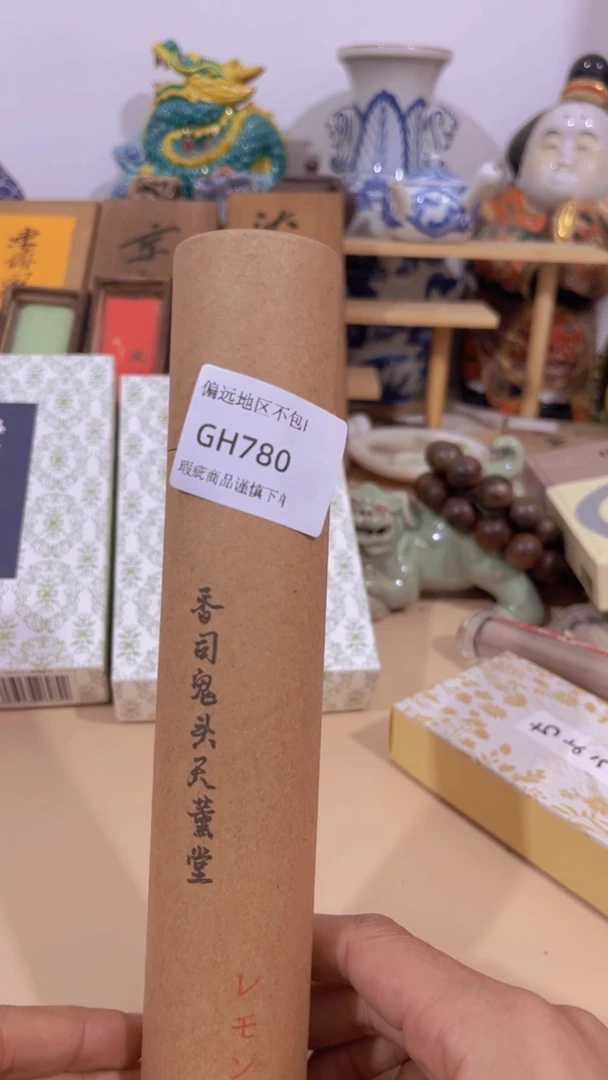 偏远地区不包
GH780
瑕疵商品谨慎下单
香司鬼头天薰堂
レモン